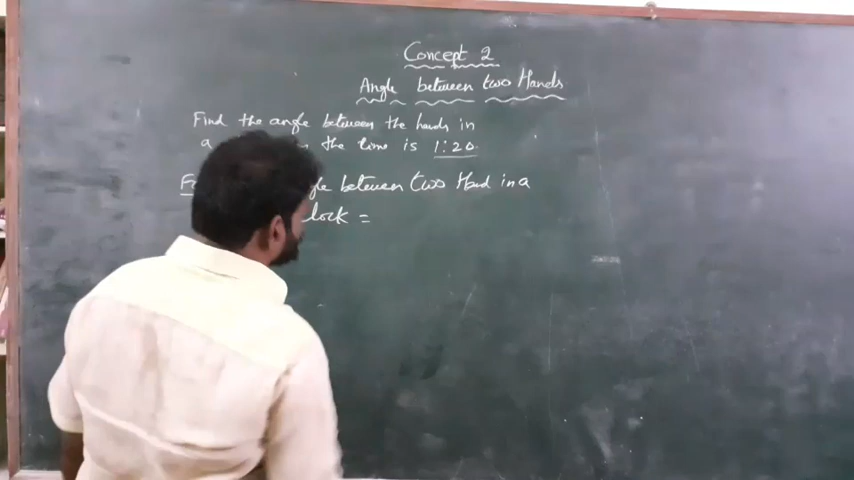 Concept 2
Angle between two Hands
Find the angle between the hands in
a the time is 1:20.
between two Hand in a
lock =